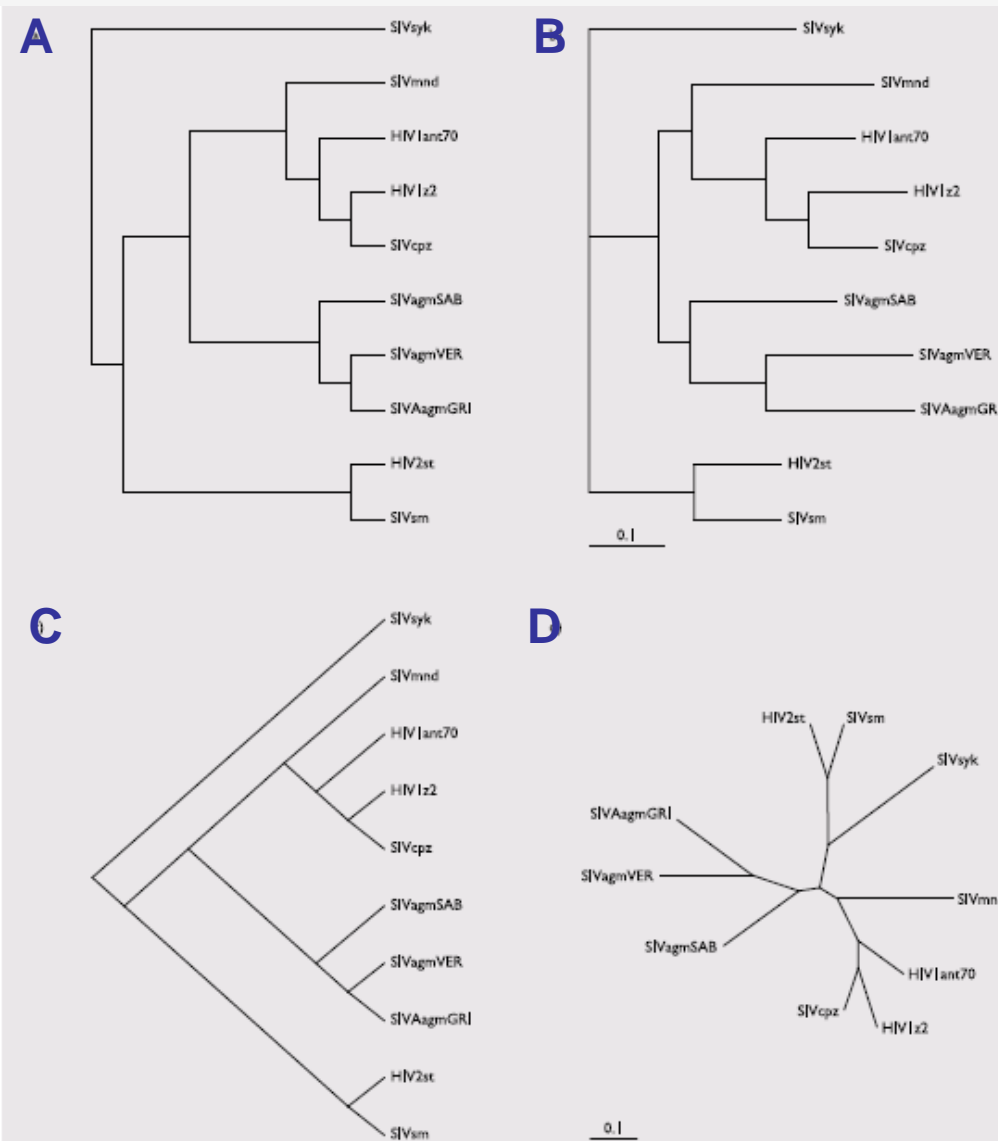 A
SIVsyk
SIVmnd
HIV1ant70
HIV1z2
SIVcpz
SIVagmSAB
SIVagmVER
SIVAagmGRI
HIV2st
SIVsm
B
SIVsyk
SIVmnd
HIV1ant70
HIV1z2
SIVcpz
SIVagmSAB
SIVagmVER
SIVAagmGR
HIV2st
SIVsm
0.1
C
SIVsyk
SIVmnd
HIV1ant70
HIV1z2
SIVcpz
SIVagmSAB
SIVagmVER
SIVAagmGRI
HIV2st
SIVsm
D
HIV2st
SIVsm
SIVsyk
SIVAagmGRI
SIVagmVER
SIVmn
SIVagmSAB
HIV1ant70
SIVcpz
HIV1z2
0.1